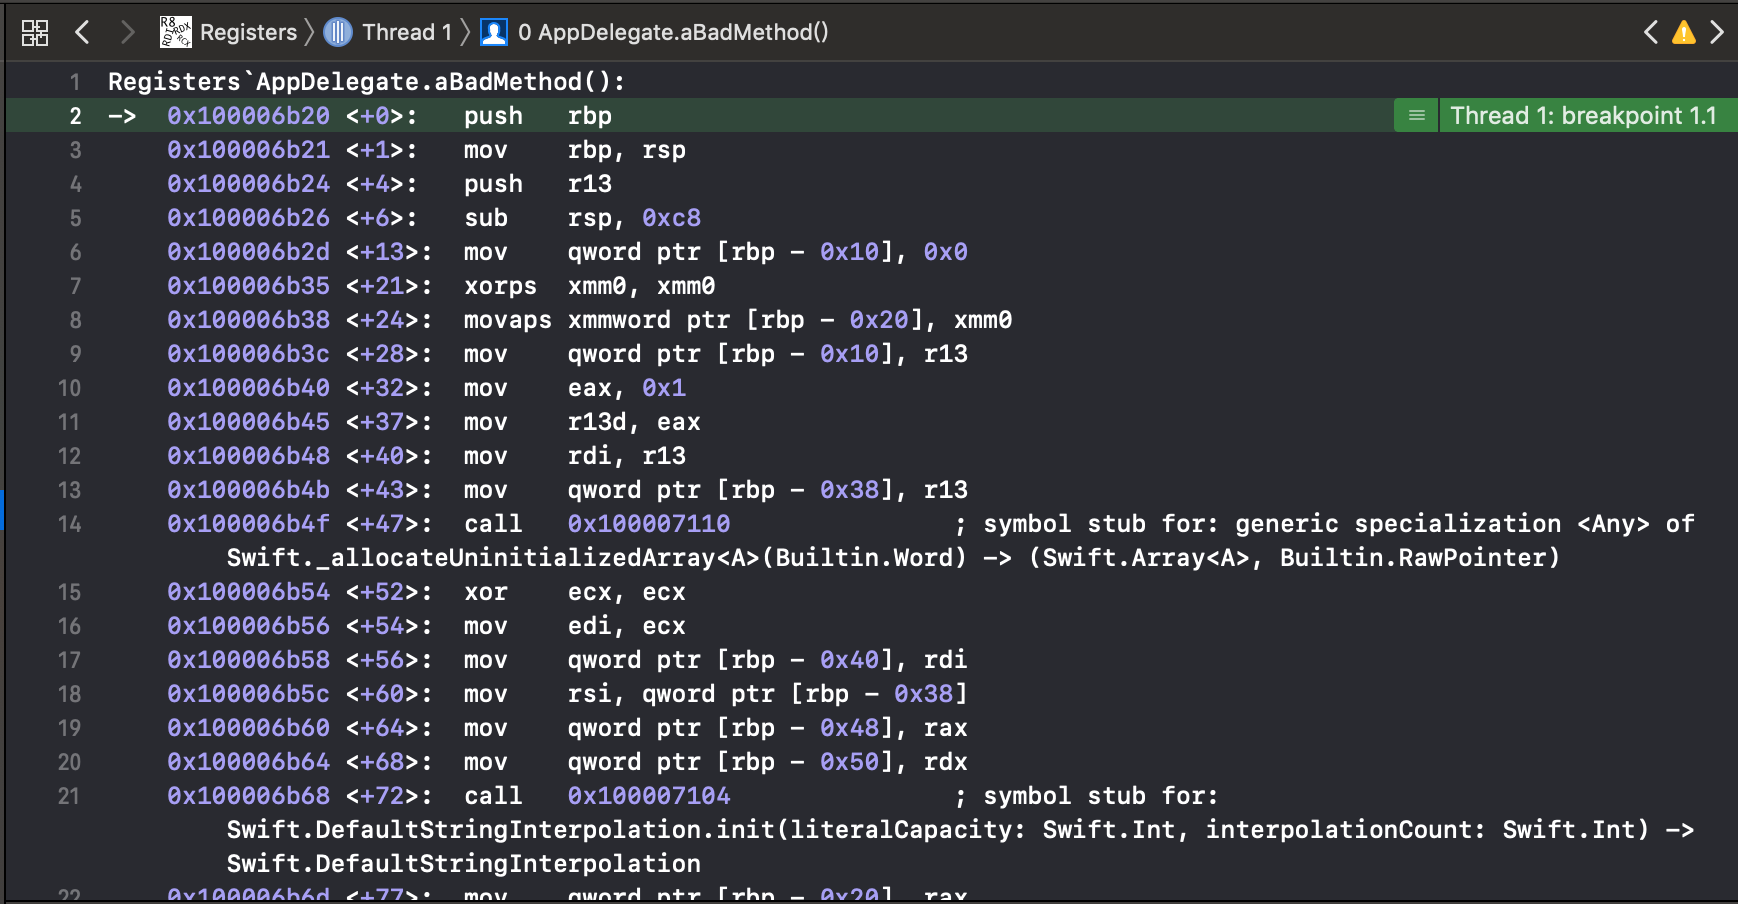 Registers 〉 Thread 1 〉 0 AppDelegate.aBadMethod()
1 Registers`AppDelegate.aBadMethod():
2 -> 0x100006b20 <+0>: push rbp Thread 1: breakpoint 1.1
3 0x100006b21 <+1>: mov rbp, rsp
4 0x100006b24 <+4>: push r13
5 0x100006b26 <+6>: sub rsp, 0xc8
6 0x100006b2d <+13>: mov qword ptr [rbp - 0x10], 0x0
7 0x100006b35 <+21>: xorps xmm0, xmm0
8 0x100006b38 <+24>: movaps xmmword ptr [rbp - 0x20], xmm0
9 0x100006b3c <+28>: mov qword ptr [rbp - 0x10], r13
10 0x100006b40 <+32>: mov eax, 0x1
11 0x100006b45 <+37>: mov r13d, eax
12 0x100006b48 <+40>: mov rdi, r13
13 0x100006b4b <+43>: mov qword ptr [rbp - 0x38], r13
14 0x100006b4f <+47>: call 0x100007110 ; symbol stub for: generic specialization <Any> of
Swift._allocateUninitializedArray<A>(Builtin.Word) -> (Swift.Array<A>, Builtin.RawPointer)
15 0x100006b54 <+52>: xor ecx, ecx
16 0x100006b56 <+54>: mov edi, ecx
17 0x100006b58 <+56>: mov qword ptr [rbp - 0x40], rdi
18 0x100006b5c <+60>: mov rsi, qword ptr [rbp - 0x38]
19 0x100006b60 <+64>: mov qword ptr [rbp - 0x48], rax
20 0x100006b64 <+68>: mov qword ptr [rbp - 0x50], rdx
21 0x100006b68 <+72>: call 0x100007104 ; symbol stub for:
Swift.DefaultStringInterpolation.init(literalCapacity: Swift.Int, interpolationCount: Swift.Int) ->
Swift.DefaultStringInterpolation
22 0x100006b6d <+77>: mov qword ptr [rbp - 0x20], rax